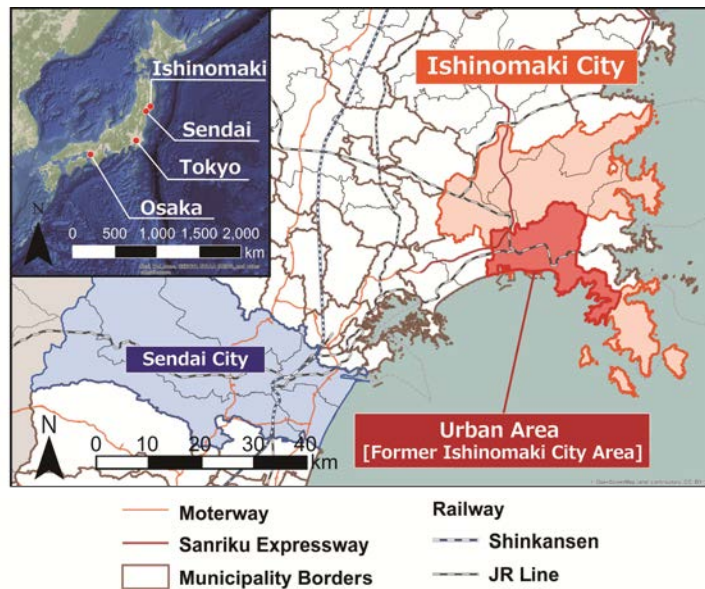 Ishinomaki
Sendai
Tokyo
Osaka
N
0 500 1,000 1,500 2,000
km
Ishinomaki City
Sendai City
N
0 10 20 30 40
km
Urban Area
[Former Ishinomaki City Area]
Moterway
Sanriku Expressway
Municipality Borders
Railway
Shinkansen
JR Line